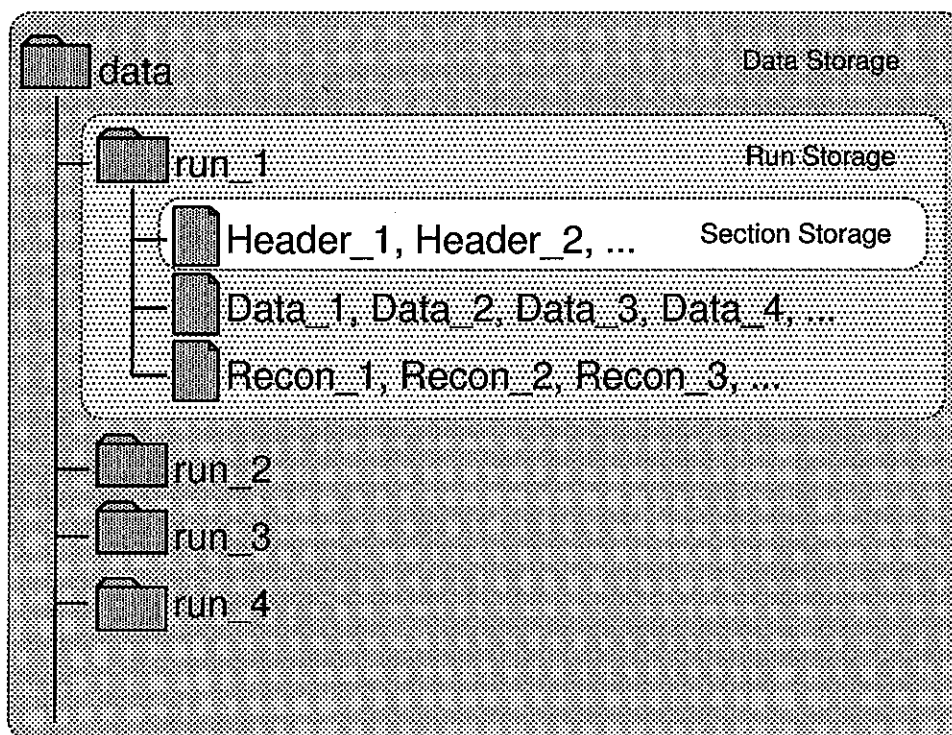 data Data Storage
run_1 Run Storage
Header_1, Header_2, ... Section Storage
Data_1, Data_2, Data_3, Data_4, ...
Recon_1, Recon_2, Recon_3, ...
run_2
run_3
run_4